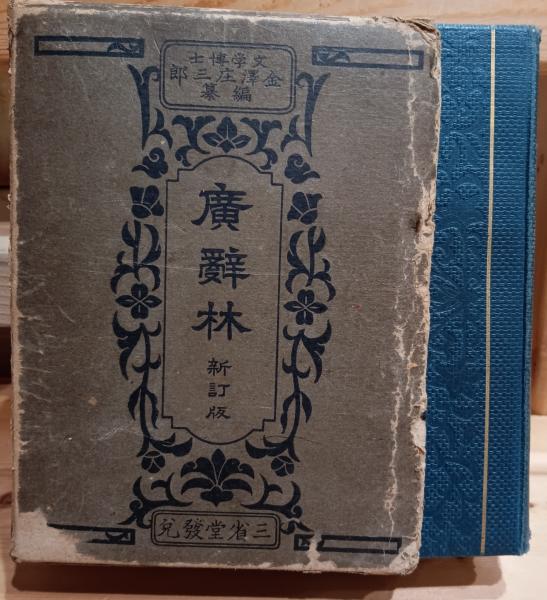 文学博士
金澤庄三郎
編纂
廣辭林
新訂版
三省堂發兌